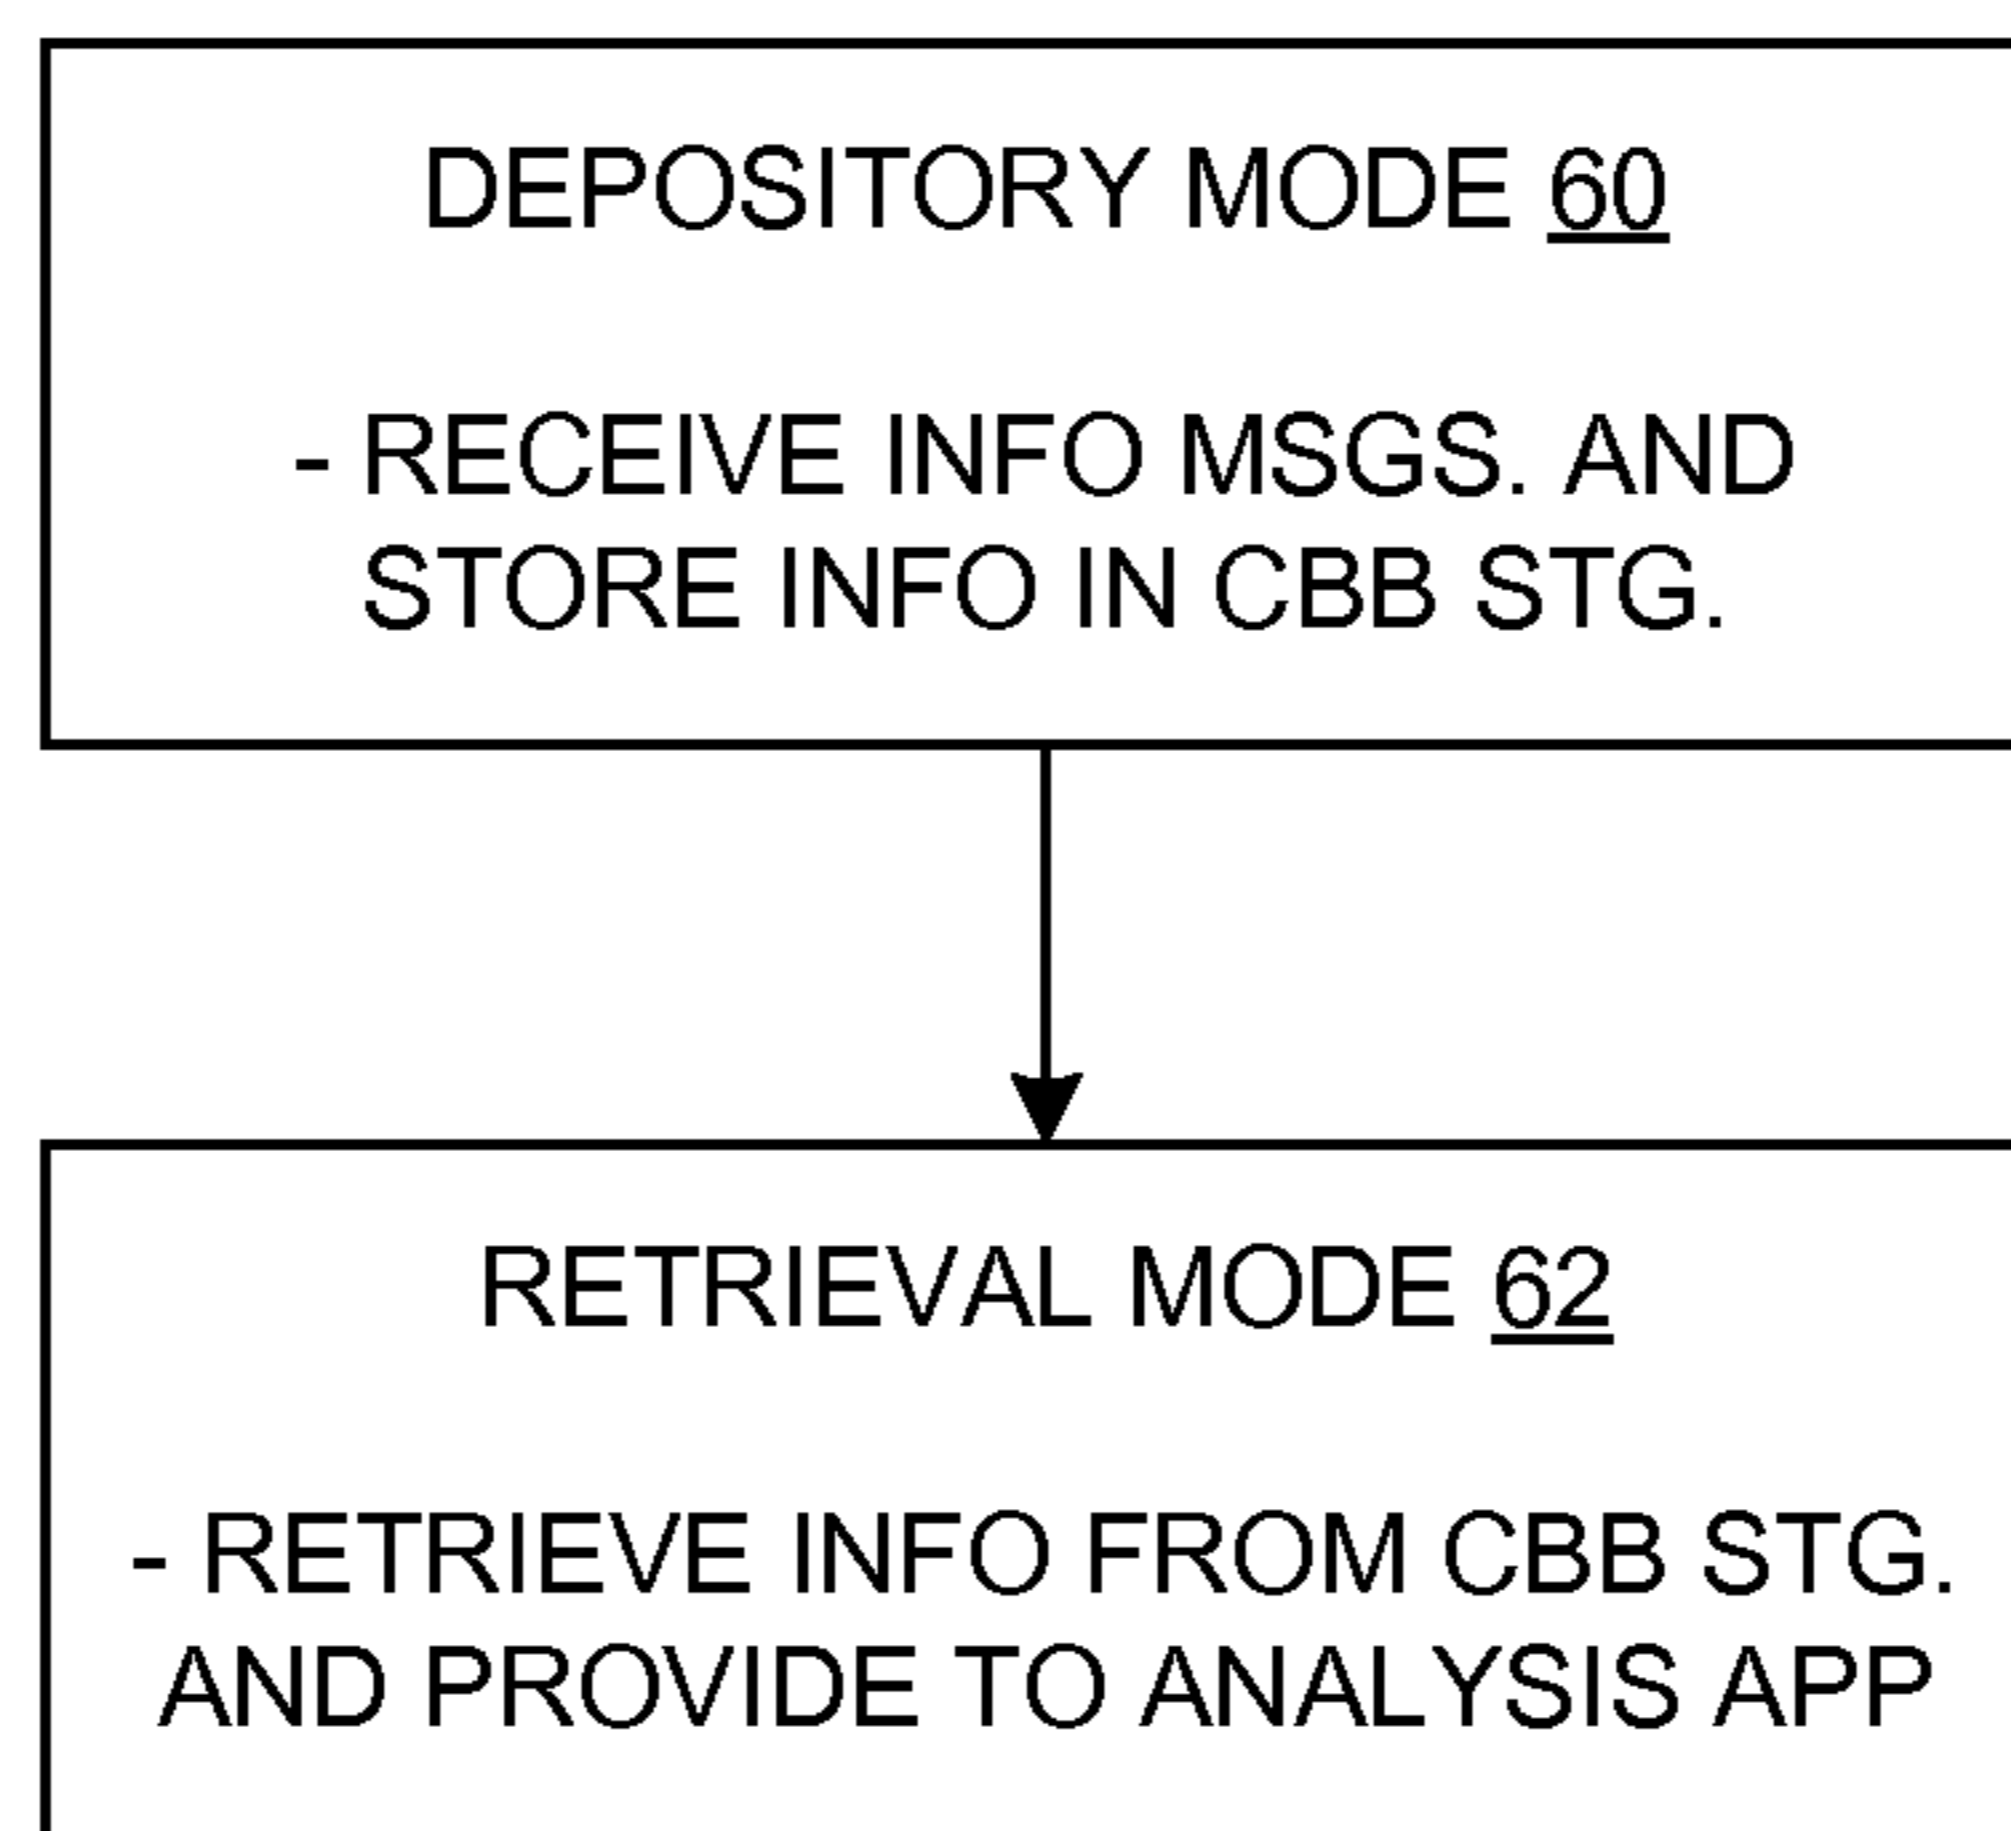 DEPOSITORY MODE 60
- RECEIVE INFO MSGS. AND
STORE INFO IN CBB STG.
RETRIEVAL MODE 62
- RETRIEVE INFO FROM CBB STG.
AND PROVIDE TO ANALYSIS APP